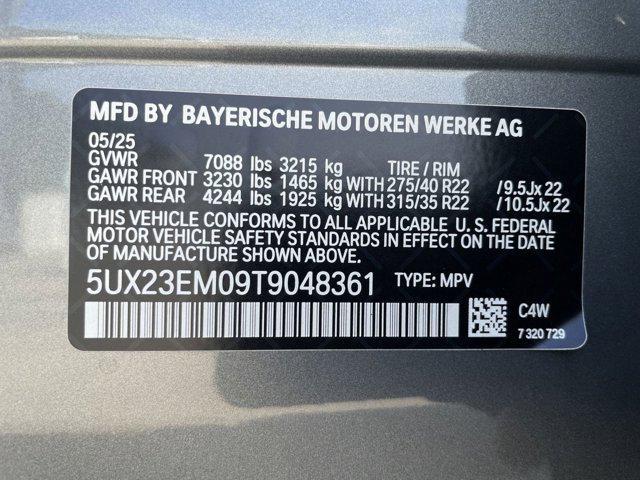 MFD BY BAYERISCHE MOTOREN WERKE AG
05/25
GVWR 7088 lbs 3215 kg TIRE / RIM
GAWR FRONT 3230 lbs 1465 kg WITH 275/40 R22 /9.5Jx 22
GAWR REAR 4244 lbs 1925 kg WITH 315/35 R22 /10.5Jx 22
THIS VEHICLE CONFORMS TO ALL APPLICABLE U. S. FEDERAL
MOTOR VEHICLE SAFETY STANDARDS IN EFFECT ON THE DATE
OF MANUFACTURE SHOWN ABOVE.
5UX23EM09T9048361 TYPE: MPV
C4W
7 320 729